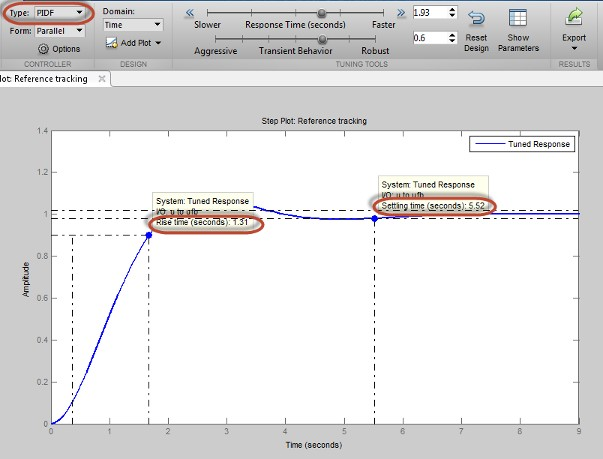 Type: PIDF
Domain:
Slower Response Time (seconds) Faster
1.93
Form: Parallel
Time
Aggressive Transient Behavior Robust
0.6
Options
Add Plot
Reset Design
Show Parameters
Export
CONTROLLER
DESIGN
TUNING TOOLS
RESULTS
lot: Reference tracking
Step Plot: Reference tracking
Tuned Response
System: Tuned Response
I/O: u to ufb
Rise time (seconds): 1.31
System: Tuned Response
I/O: u to ufb
Settling time (seconds): 5.52
Amplitude
1.4
1.2
1
0.8
0.6
0.4
0.2
0
0 1 2 3 4 5 6 7 8 9
Time (seconds)